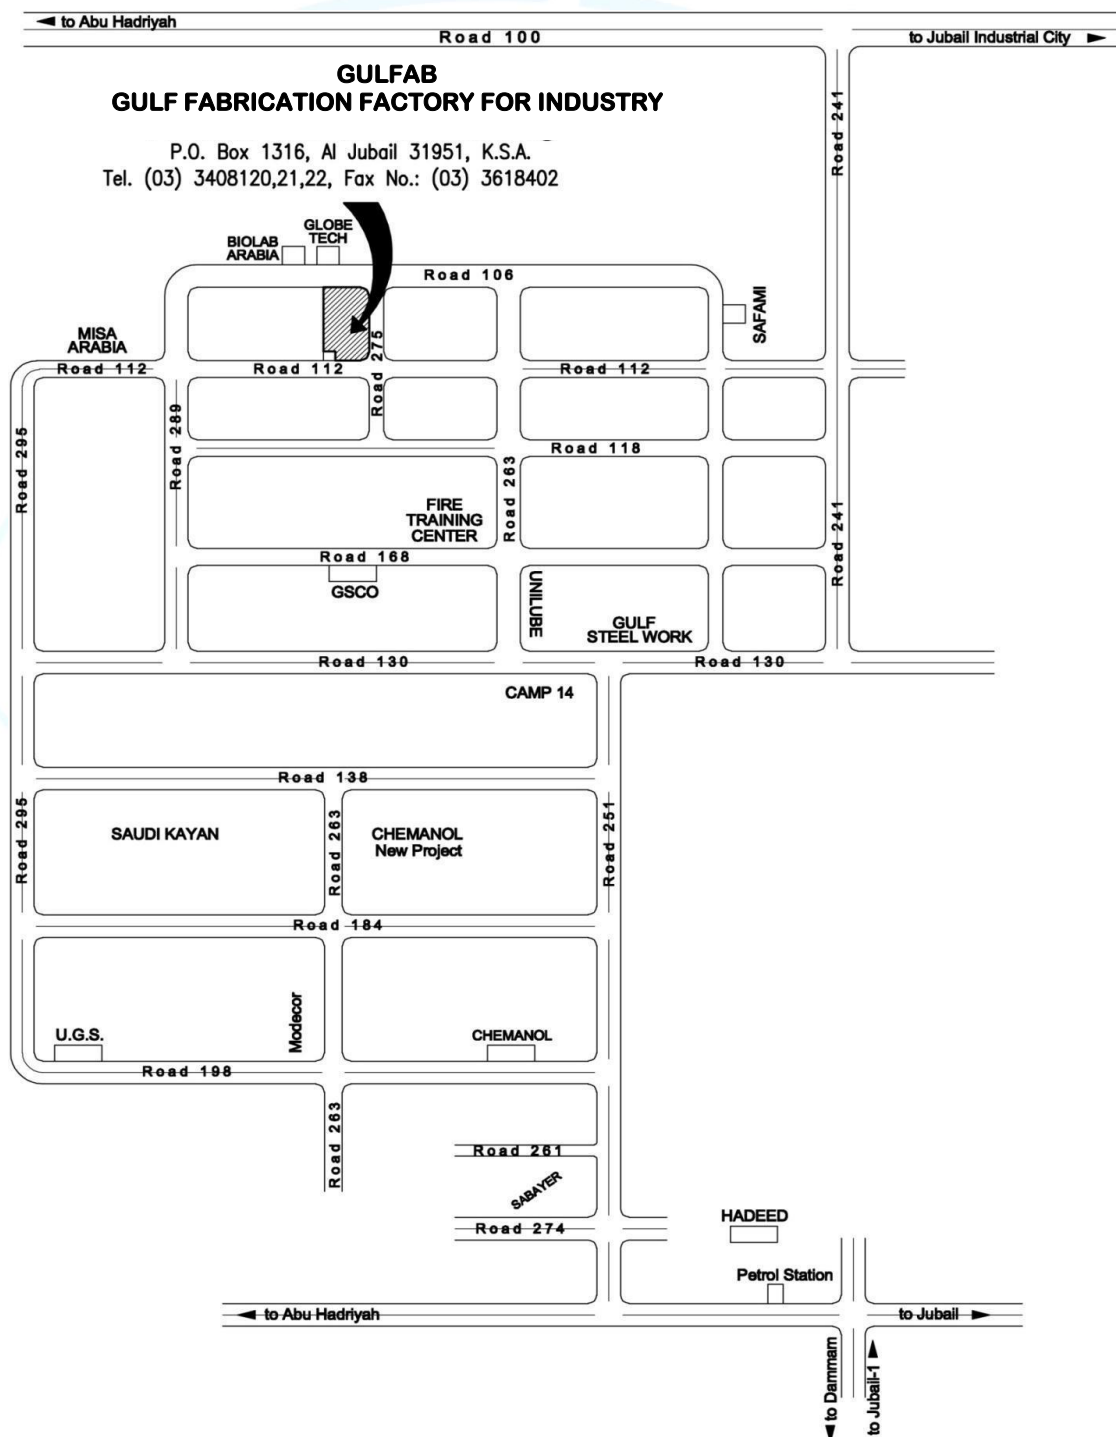 to Abu Hadriyah
Road 100
to Jubail Industrial City
GULFAB
GULF FABRICATION FACTORY FOR INDUSTRY
P.O. Box 1316, Al Jubail 31951, K.S.A.
Tel. (03) 3408120,21,22, Fax No.: (03) 3618402
Road 241
BIOLAB
ARABIA
GLOBE
TECH
Road 106
SAFAMI
MISA
ARABIA
Road 275
Road 112
Road 112
Road 112
Road 295
Road 289
Road 118
Road 263
FIRE
TRAINING
CENTER
Road 241
Road 168
GSCO
UNILUBE
GULF
STEEL WORK
Road 130
Road 130
CAMP 14
Road 138
Road 295
SAUDI KAYAN
Road 263
CHEMANOL
New Project
Road 251
Road 184
Modecor
U.G.S.
CHEMANOL
Road 198
Road 263
Road 261
SABAYER
Road 274
HADEED
Petrol Station
to Abu Hadriyah
to Jubail
to Dammam
to Jubail-1